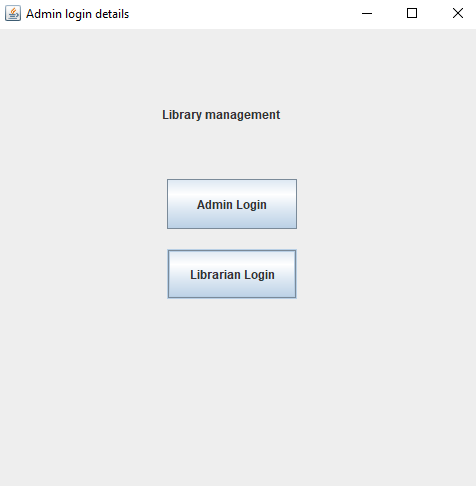 Admin login details
Library management
Admin Login
Librarian Login